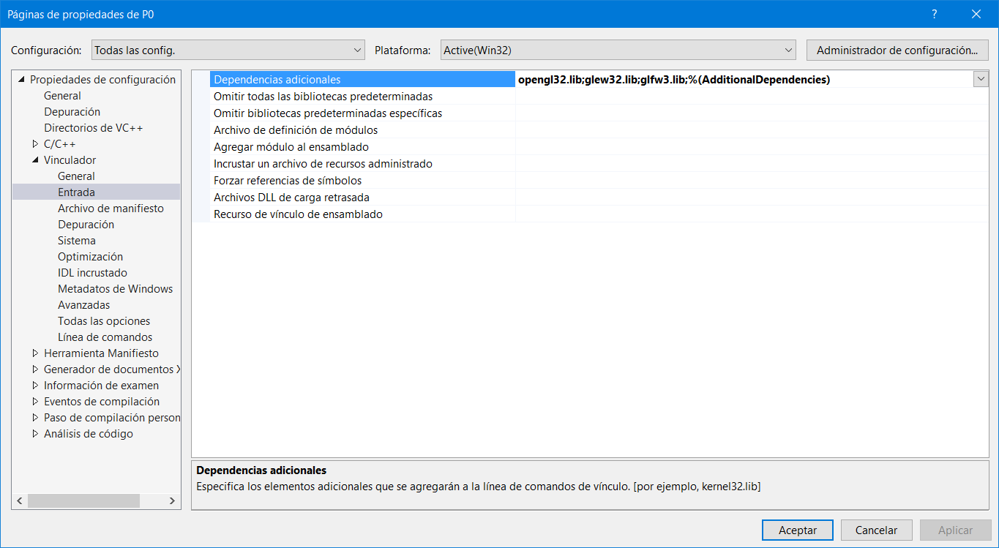 Páginas de propiedades de P0
?
Configuración: Todas las config. Plataforma: Active(Win32) Administrador de configuración...
Propiedades de configuración
General
Depuración
Directorios de VC++
C/C++
Vinculador
General
Entrada
Archivo de manifiesto
Depuración
Sistema
Optimización
IDL incrustado
Metadatos de Windows
Avanzadas
Todas las opciones
Línea de comandos
Herramienta Manifiesto
Generador de documentos X
Información de examen
Eventos de compilación
Paso de compilación person
Análisis de código
Dependencias adicionales opengl32.lib;glew32.lib;glfw3.lib;%(AdditionalDependencies)
Omitir todas las bibliotecas predeterminadas
Omitir bibliotecas predeterminadas específicas
Archivo de definición de módulos
Agregar módulo al ensamblado
Incrustar un archivo de recursos administrado
Forzar referencias de símbolos
Archivos DLL de carga retrasada
Recurso de vínculo de ensamblado
Dependencias adicionales
Especifica los elementos adicionales que se agregarán a la línea de comandos de vínculo. [por ejemplo, kernel32.lib]
Aceptar Cancelar Aplicar